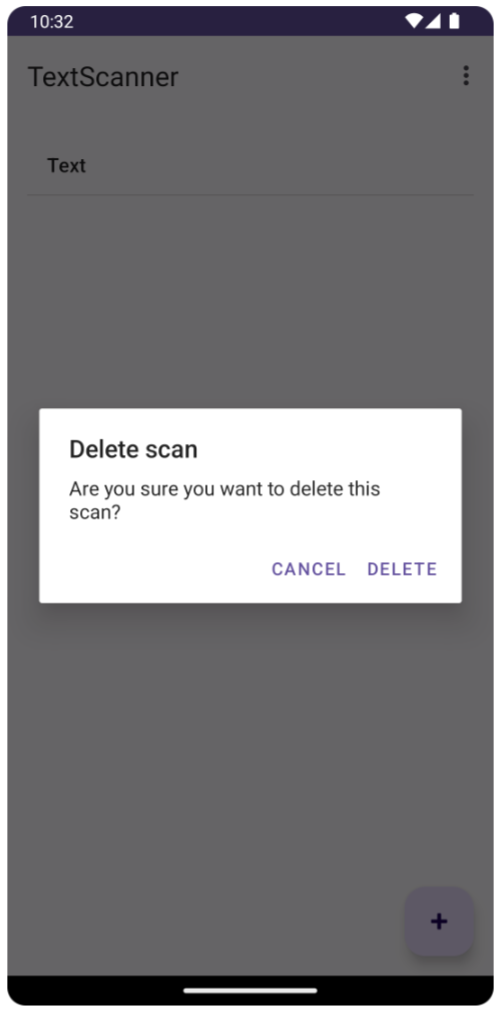 10:32
TextScanner
Text
Delete scan
Are you sure you want to delete this
scan?
CANCEL DELETE
+